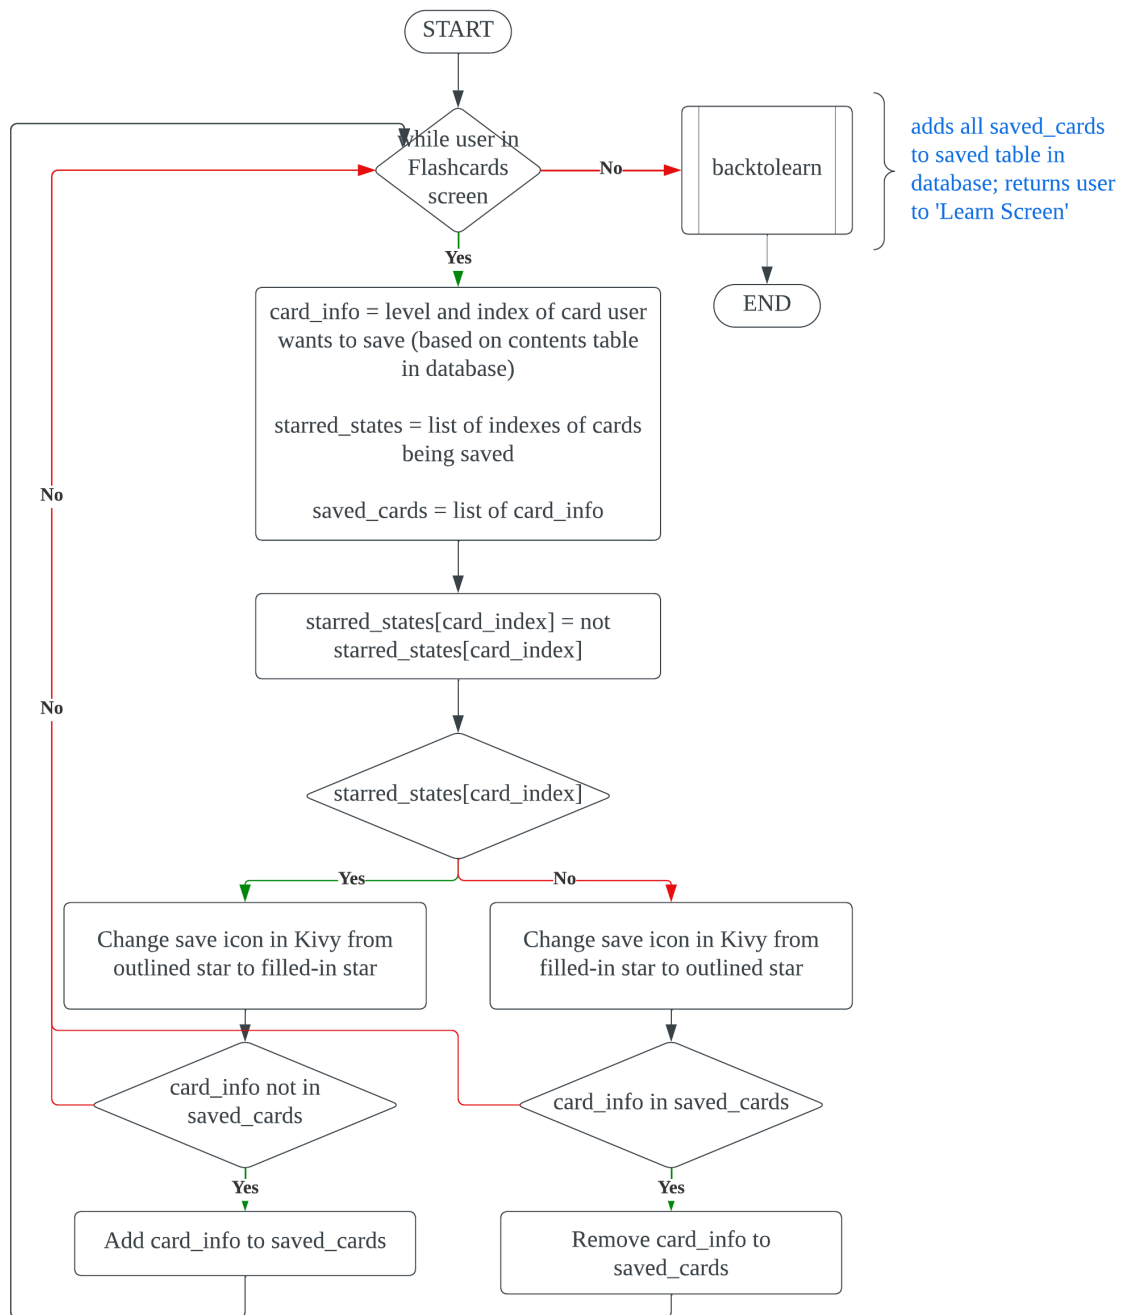 START
while user in
Flashcards
screen
No
backtolearn
adds all saved_cards
to saved table in
database; returns user
to 'Learn Screen'
Yes
END
card_info = level and index of card user
wants to save (based on contents table
in database)
starred_states = list of indexes of cards
being saved
saved_cards = list of card_info
No
starred_states[card_index] = not
starred_states[card_index]
No
starred_states[card_index]
Yes
No
Change save icon in Kivy from
outlined star to filled-in star
Change save icon in Kivy from
filled-in star to outlined star
card_info not in
saved_cards
card_info in saved_cards
Yes
Yes
Add card_info to saved_cards
Remove card_info to
saved_cards